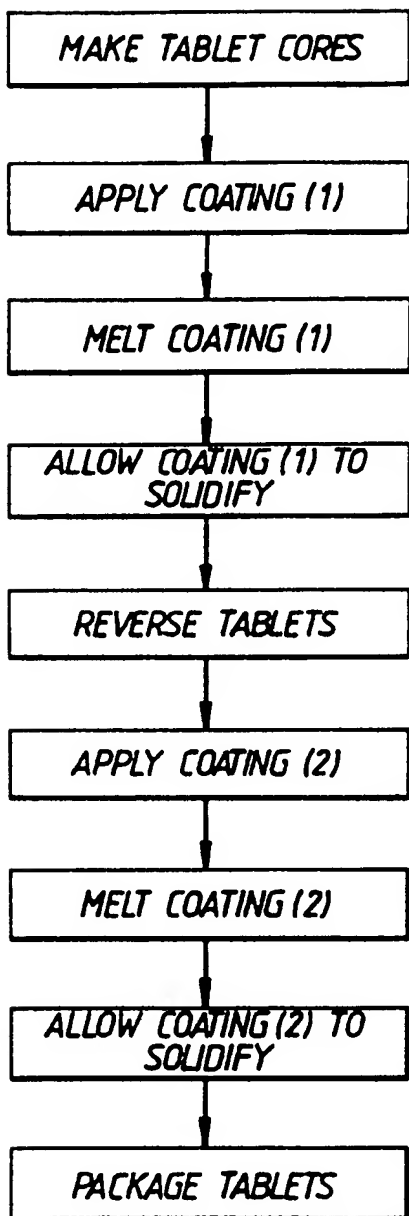 MAKE TABLET CORES
APPLY COATING (1)
MELT COATING (1)
ALLOW COATING (1) TO
SOLIDIFY
REVERSE TABLETS
APPLY COATING (2)
MELT COATING (2)
ALLOW COATING (2) TO
SOLIDIFY
PACKAGE TABLETS